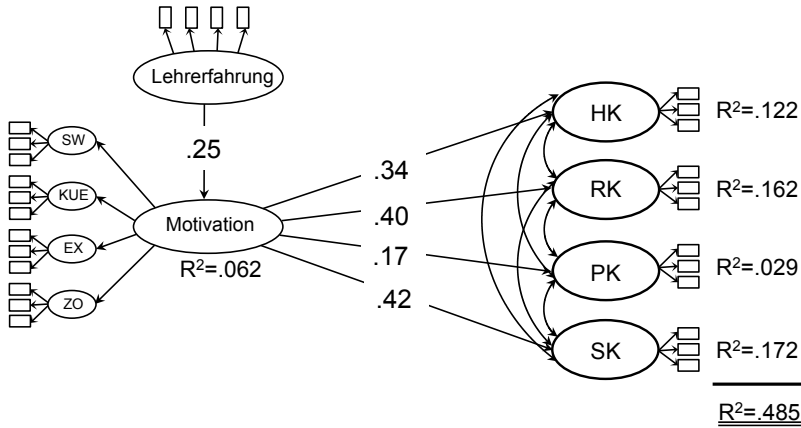 Lehrerfahrung
.25
SW
KUE
EX
ZO
Motivation
R²=.062
.34
.40
.17
.42
HK
R²=.122
RK
R²=.162
PK
R²=.029
SK
R²=.172
R²=.485